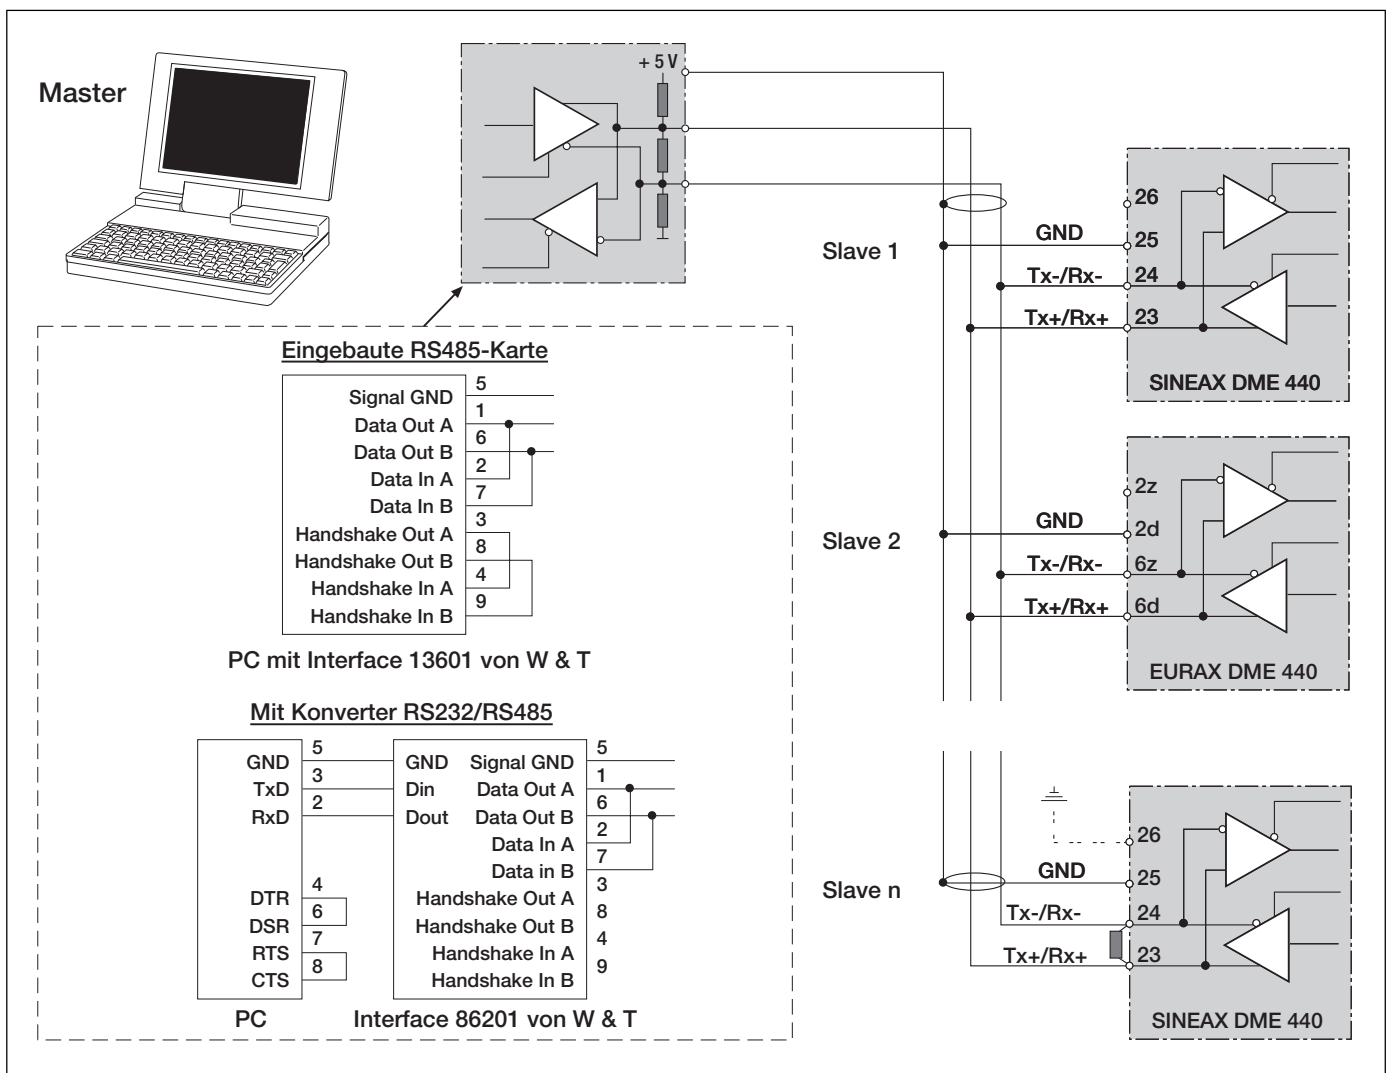 Master
+ 5 V
Eingebaute RS485-Karte
Signal GND 5
Data Out A 1
Data Out B 6
Data In A 2
Data In B 7
Handshake Out A 3
Handshake Out B 8
Handshake In A 4
Handshake In B 9
PC mit Interface 13601 von W & T
Mit Konverter RS232/RS485
GND 5 GND Signal GND 5
TxD 3 Din Data Out A 1
RxD 2 Dout Data Out B 6
Data In A 2
Data in B 7
DTR 4 Handshake Out A 3
DSR 6 Handshake Out B 8
RTS 7 Handshake In A 4
CTS 8 Handshake In B 9
PC Interface 86201 von W & T
Slave 1
26
GND 25
Tx-/Rx- 24
Tx+/Rx+ 23
SINEAX DME 440
Slave 2
2z
GND 2d
Tx-/Rx- 6z
Tx+/Rx+ 6d
EURAX DME 440
Slave n
26
GND 25
Tx-/Rx- 24
Tx+/Rx+ 23
SINEAX DME 440